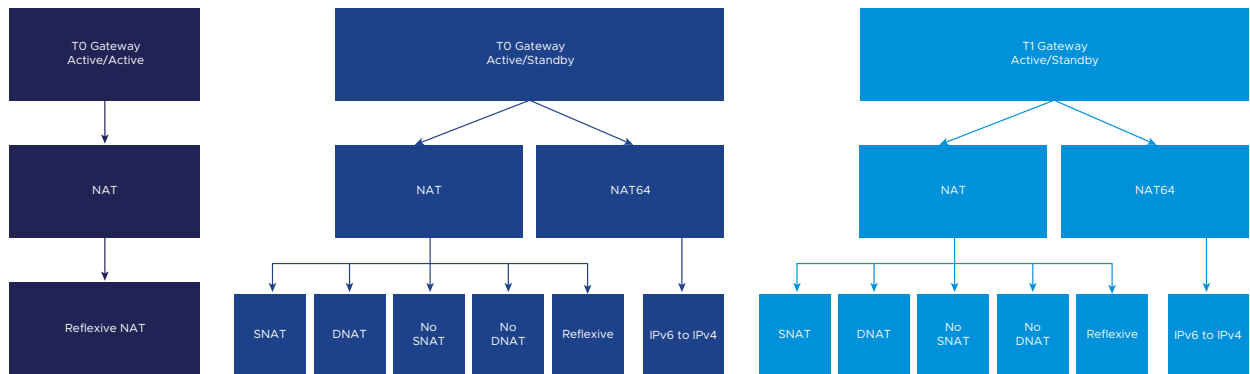 T0 Gateway
Active/Active
T0 Gateway
Active/Standby
T1 Gateway
Active/Standby
NAT
NAT
NAT64
NAT
NAT64
Reflexive NAT
SNAT
DNAT
No
SNAT
No
DNAT
Reflexive
IPv6 to IPv4
SNAT
DNAT
No
SNAT
No
DNAT
Reflexive
IPv6 to IPv4